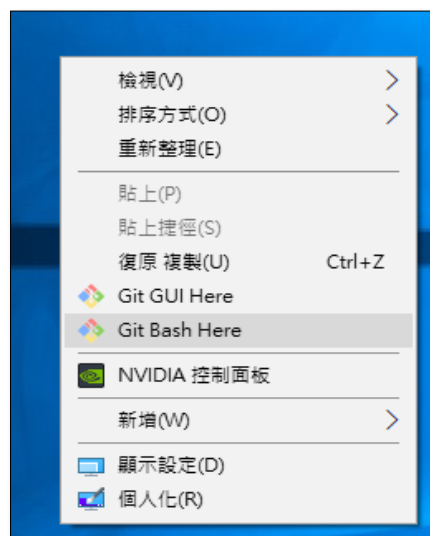 檢視(V)
排序方式(O)
重新整理(E)
貼上(P)
貼上捷徑(S)
復原 複製(U) Ctrl+Z
Git GUI Here
Git Bash Here
NVIDIA 控制面板
新增(W)
顯示設定(D)
個人化(R)